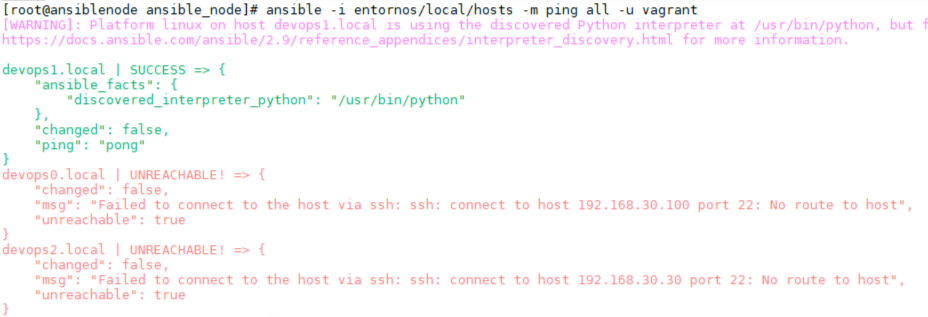 [root@ansiblenode ansible_node]# ansible -i entornos/local/hosts -m ping all -u vagrant
[WARNING]: Platform linux on host devops1.local is using the discovered Python interpreter at /usr/bin/python, but f
https://docs.ansible.com/ansible/2.9/reference_appendices/interpreter_discovery.html for more information.
devops1.local | SUCCESS => {
    "ansible_facts": {
        "discovered_interpreter_python": "/usr/bin/python"
    },
    "changed": false,
    "ping": "pong"
}
devops0.local | UNREACHABLE! => {
    "changed": false,
    "msg": "Failed to connect to the host via ssh: ssh: connect to host 192.168.30.100 port 22: No route to host",
    "unreachable": true
}
devops2.local | UNREACHABLE! => {
    "changed": false,
    "msg": "Failed to connect to the host via ssh: ssh: connect to host 192.168.30.30 port 22: No route to host",
    "unreachable": true
}